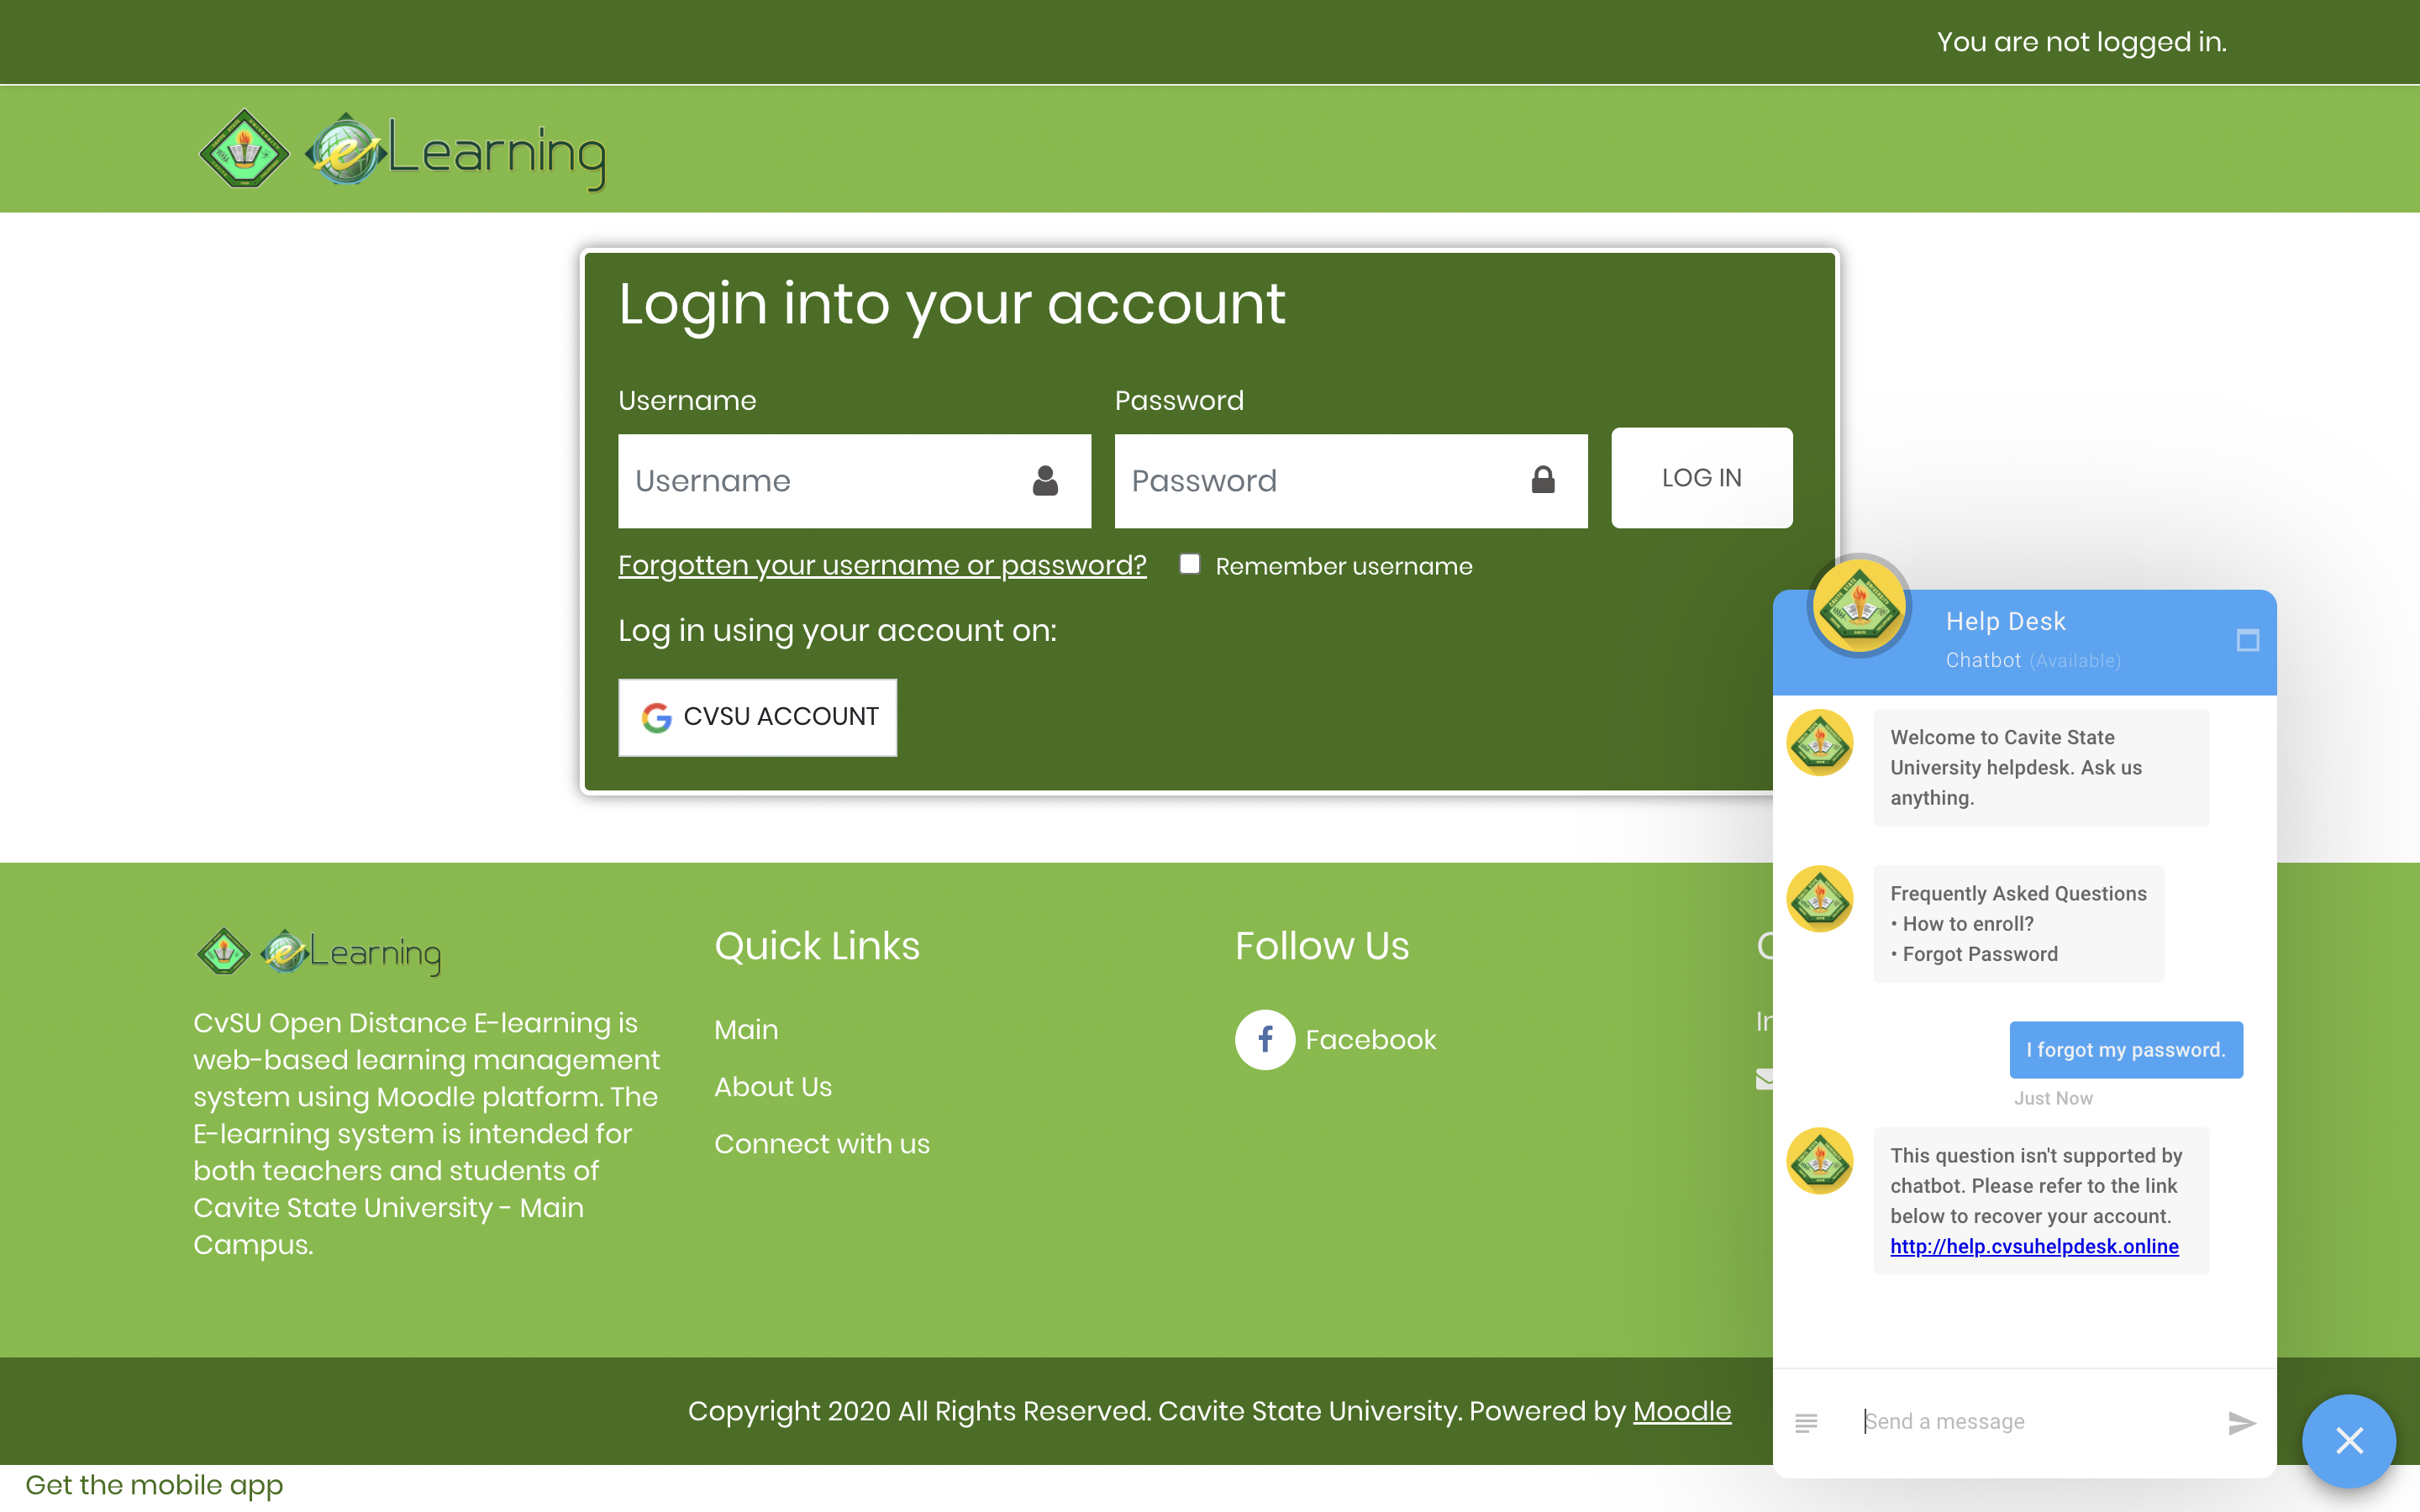 You are not logged in.
eLearning
Login into your account
Username
Password
Username
Password
LOG IN
Forgotten your username or password?
Remember username
Log in using your account on:
CVSU ACCOUNT
Help Desk
Chatbot (Available)
Welcome to Cavite State
University helpdesk. Ask us
anything.
Frequently Asked Questions
• How to enroll?
• Forgot Password
I forgot my password.
Just Now
This question isn't supported by
chatbot. Please refer to the link
below to recover your account.
http://help.cvsuhelpdesk.online
Send a message
eLearning
CvSU Open Distance E-learning is
web-based learning management
system using Moodle platform. The
E-learning system is intended for
both teachers and students of
Cavite State University - Main
Campus.
Quick Links
Main
About Us
Connect with us
Follow Us
Facebook
Copyright 2020 All Rights Reserved. Cavite State University. Powered by Moodle
Get the mobile app